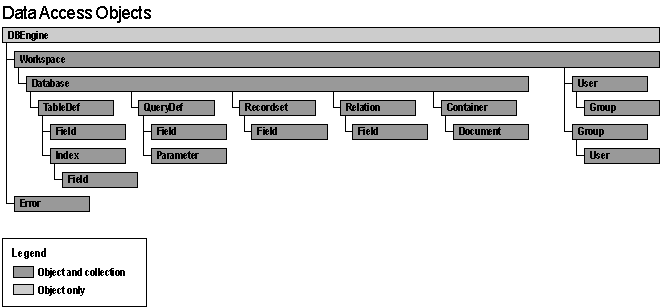 Data Access Objects
DBEngine
Workspace
Database
User
TableDef
QueryDef
Recordset
Relation
Container
Group
Field
Field
Field
Field
Document
Group
Index
Parameter
User
Field
Error
Legend
Object and collection
Object only